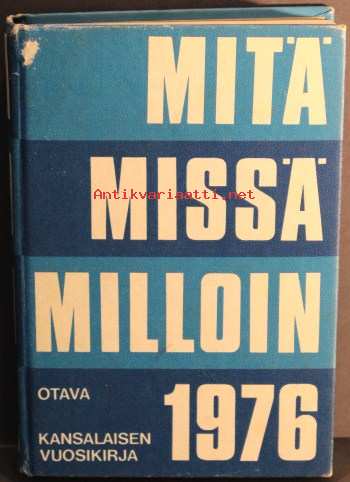 MITÄ
MISSÄ
Antikvariaatti.net
MILLOIN
OTAVA
1976
KANSALAISEN
VUOSIKIRJA